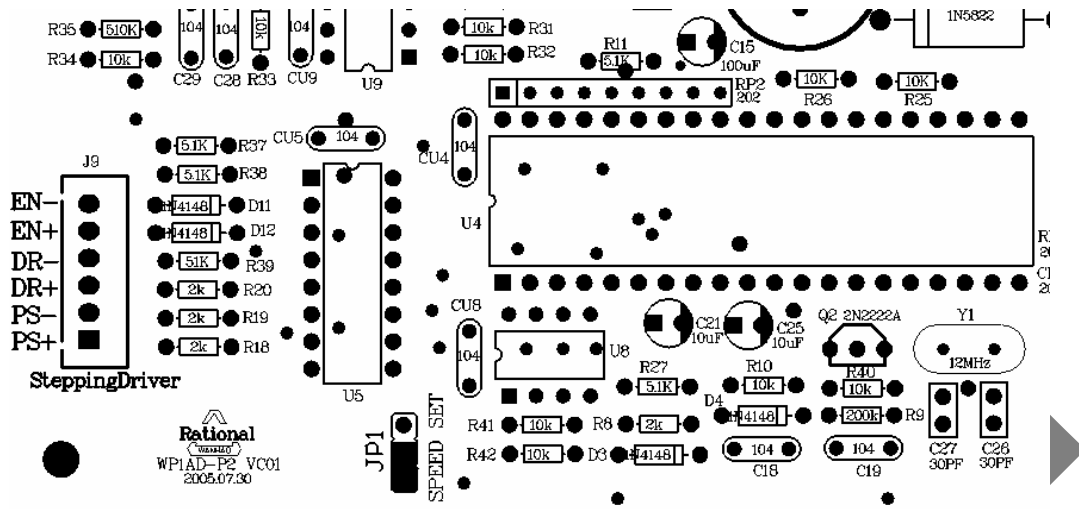 R35 510K
104
104
10k
104
10k R31
1N5822
R34 10k
C29
C28
R33
CU9
U9
10k R32
R11
5.1K
C15
100uF
RP2
202
10K
R26
10K
R25
CU5 104
104
CU4
J9
5.1K R37
5.1K R38
EN-
1N4148 D11
EN+
1N4148 D12
DR-
51K R39
DR+
2k R20
PS-
2k R19
PS+
2k R18
SteppingDriver
U5
U4
CU8
104
U8
C21
10uF
C25
10uF
Q2 2N2222A
Y1
12MHz
R27
5.1K
R10
10k
R40
10k
D4
1N4148
200k R9
R41 10k
R8 2k
R42 10k
D3 1N4148
104
C18
104
C19
C27
30PF
C26
30PF
JP1
SPEED SET
Rational
WP1AD-P2 VC01
2005.07.30